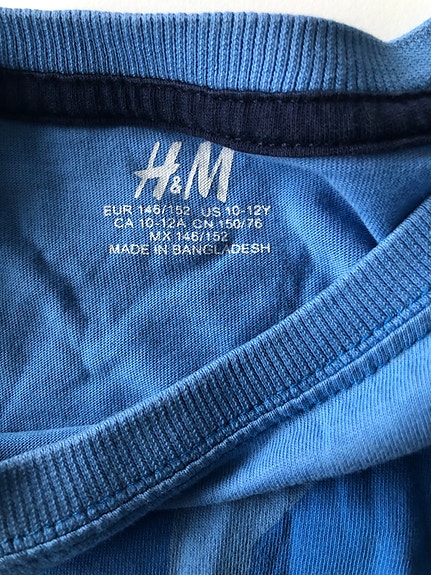 H&M
EUR 146/152 US 10-12Y
CA 10-12A CN 150/76
MX 146/152
MADE IN BANGLADESH